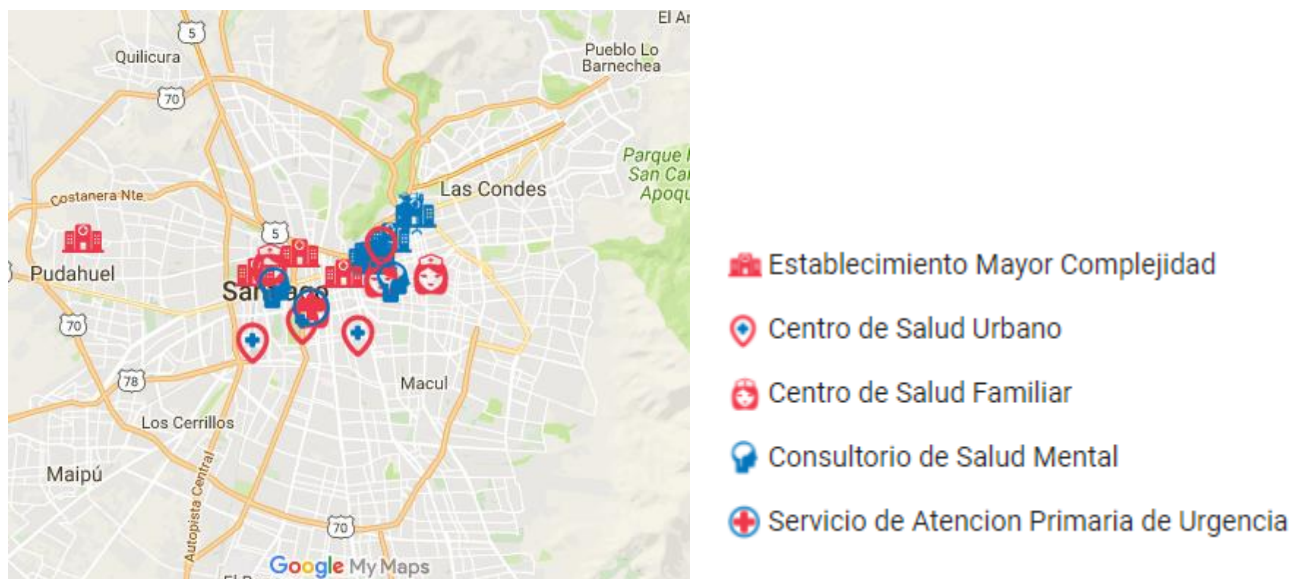 El Ar
5
Quilicura
Pueblo Lo
Barnechea
70
Parque
San Ca
Apoqu
Las Condes
Costanera Nte.
5
Pudahuel
Santiago
70
78
Macul
Los Cerrillos
Maipú
Autopista Central
70
Google My Maps
Establecimiento Mayor Complejidad
Centro de Salud Urbano
Centro de Salud Familiar
Consultorio de Salud Mental
Servicio de Atencion Primaria de Urgencia